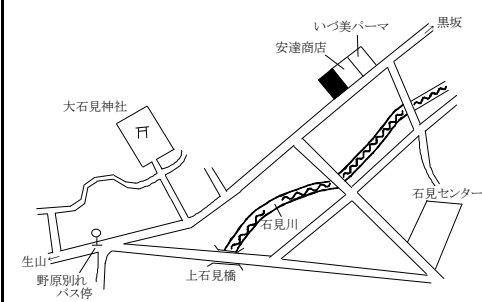 いづ美パーマ
黒坂
安達商店
大石見神社
石見センター
石見川
生山
上石見橋
野原別れ
バス停